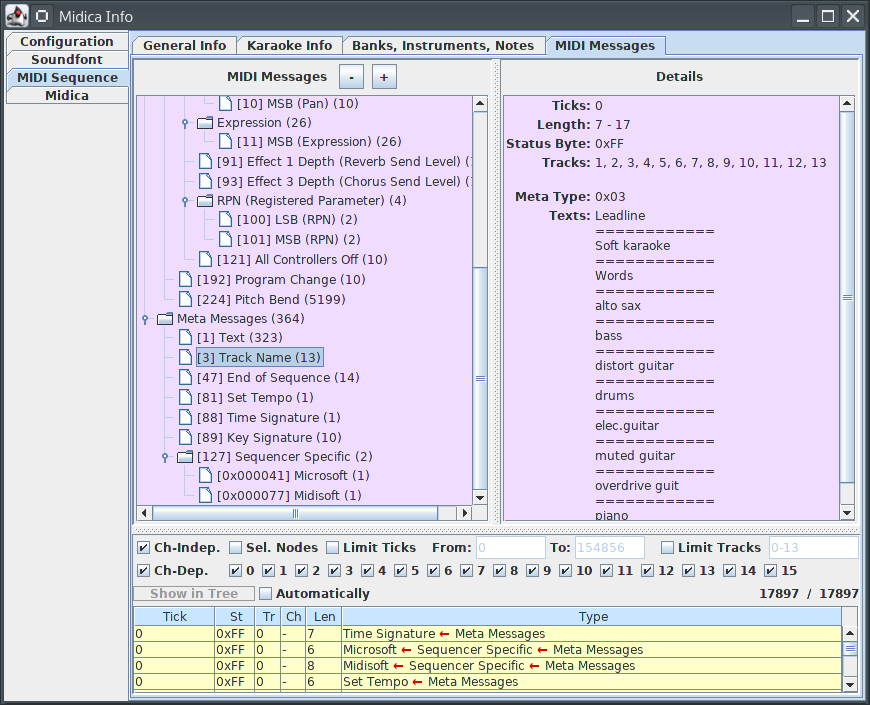 Midica Info
Configuration
Soundfont
MIDI Sequence
Midica
General Info
Karaoke Info
Banks, Instruments, Notes
MIDI Messages
MIDI Messages
-
+
[10] MSB (Pan) (10)
Expression (26)
[11] MSB (Expression) (26)
[91] Effect 1 Depth (Reverb Send Level) (
[93] Effect 3 Depth (Chorus Send Level) (
RPN (Registered Parameter) (4)
[100] LSB (RPN) (2)
[101] MSB (RPN) (2)
[121] All Controllers Off (10)
[192] Program Change (10)
[224] Pitch Bend (5199)
Meta Messages (364)
[1] Text (323)
[3] Track Name (13)
[47] End of Sequence (14)
[81] Set Tempo (1)
[88] Time Signature (1)
[89] Key Signature (10)
[127] Sequencer Specific (2)
[0x000041] Microsoft (1)
[0x000077] Midisoft (1)
Details
Ticks: 0
Length: 7 - 17
Status Byte: 0xFF
Tracks: 1, 2, 3, 4, 5, 6, 7, 8, 9, 10, 11, 12, 13
Meta Type: 0x03
Texts: Leadline
============
Soft karaoke
============
Words
============
alto sax
============
bass
============
distort guitar
============
drums
============
elec.guitar
============
muted guitar
============
overdrive guit
============
piano
Ch-Indep. Sel. Nodes Limit Ticks From: 0 To: 154856 Limit Tracks 0-13
Ch-Dep. 0 1 2 3 4 5 6 7 8 9 10 11 12 13 14 15
Show in Tree Automatically 17897 / 17897
Tick St Tr Ch Len Type
0 0xFF 0 - 7 Time Signature ← Meta Messages
0 0xFF 0 - 6 Microsoft ← Sequencer Specific ← Meta Messages
0 0xFF 0 - 8 Midisoft ← Sequencer Specific ← Meta Messages
0 0xFF 0 - 6 Set Tempo ← Meta Messages